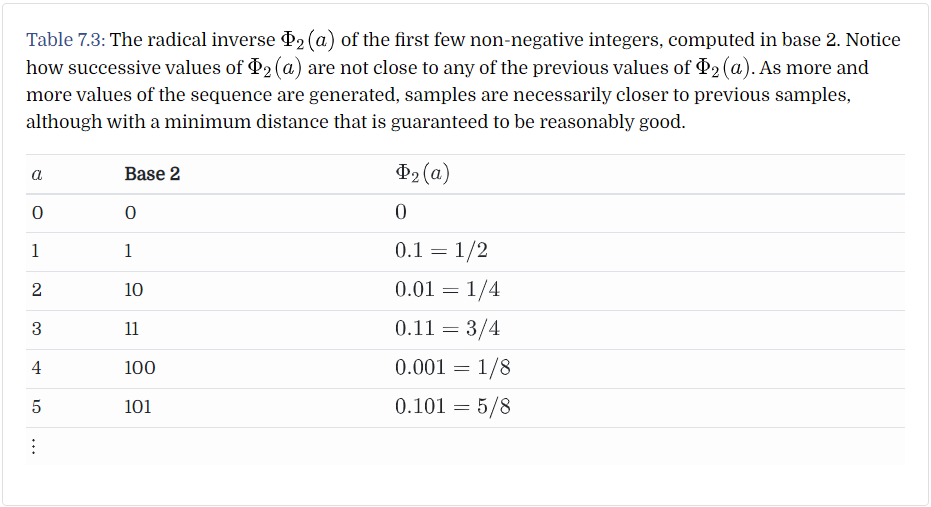 Table 7.3: The radical inverse Φ₂(a) of the first few non-negative integers, computed in base 2. Notice
how successive values of Φ₂(a) are not close to any of the previous values of Φ₂(a). As more and
more values of the sequence are generated, samples are necessarily closer to previous samples,
although with a minimum distance that is guaranteed to be reasonably good.
a Base 2 Φ₂(a)
0 0 0
1 1 0.1 = 1/2
2 10 0.01 = 1/4
3 11 0.11 = 3/4
4 100 0.001 = 1/8
5 101 0.101 = 5/8
⋮